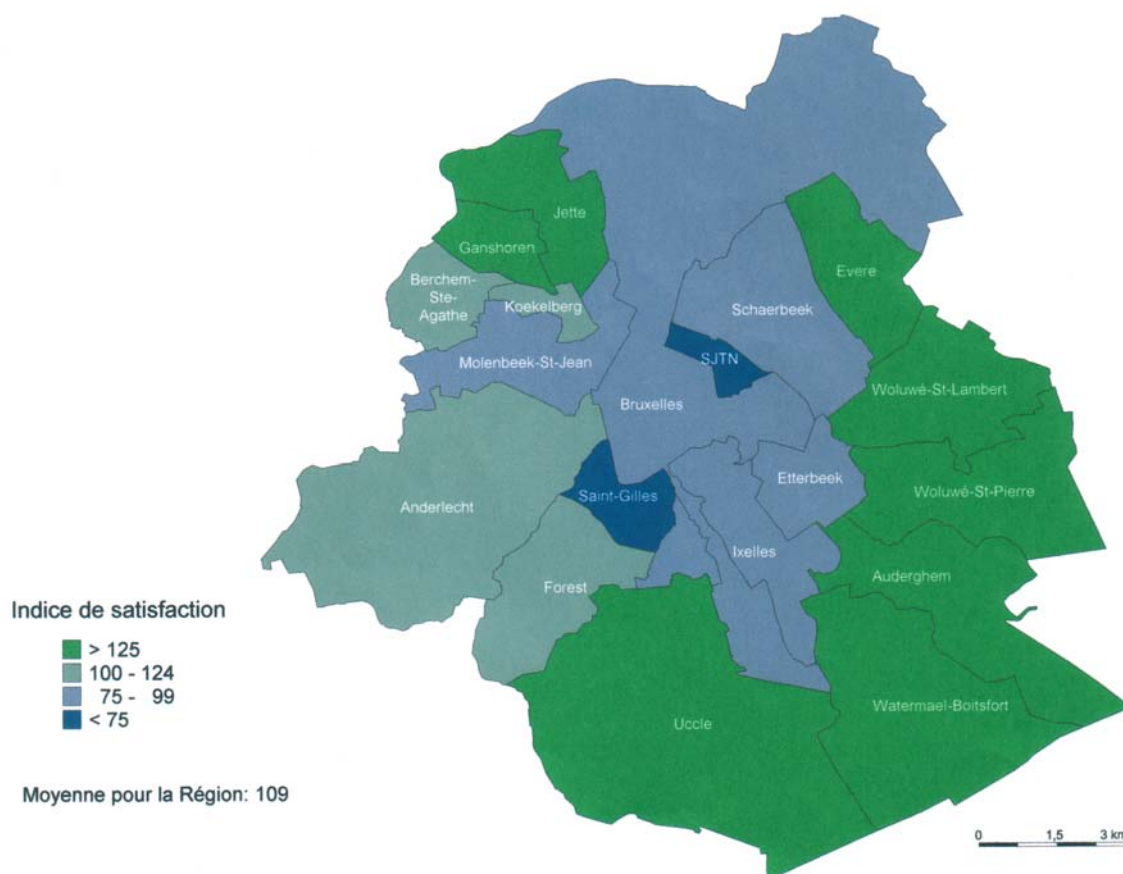 Jette
Ganshoren
Evere
Berchem-
Ste-
Agathe
Koekelberg
Schaerbeek
Molenbeek-St-Jean
SJTN
Woluwé-St-Lambert
Bruxelles
Etterbeek
Woluwé-St-Pierre
Saint-Gilles
Anderlecht
Ixelles
Auderghem
Forest
Watermael-Boitsfort
Uccle
Indice de satisfaction
> 125
100 - 124
75 - 99
< 75
Moyenne pour la Région: 109
0 1,5 3 km